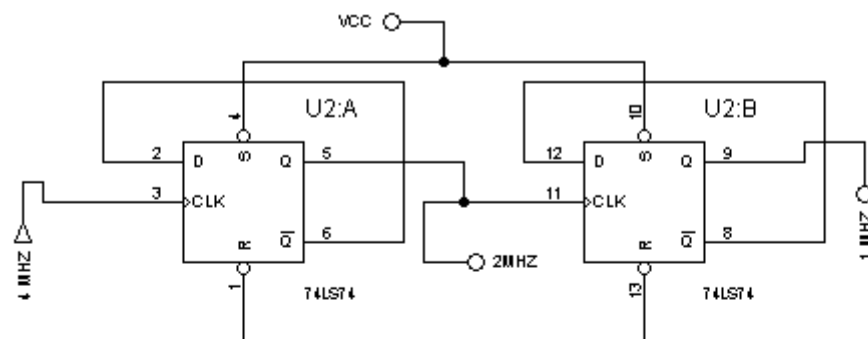 VCC
U2:A
U2:B
4
10
2
D
S
Q
5
12
D
S
Q
9
3
CLK
11
CLK
4 MHZ
R
Q
6
R
Q
8
1 MHZ
2MHZ
1
74LS74
13
74LS74